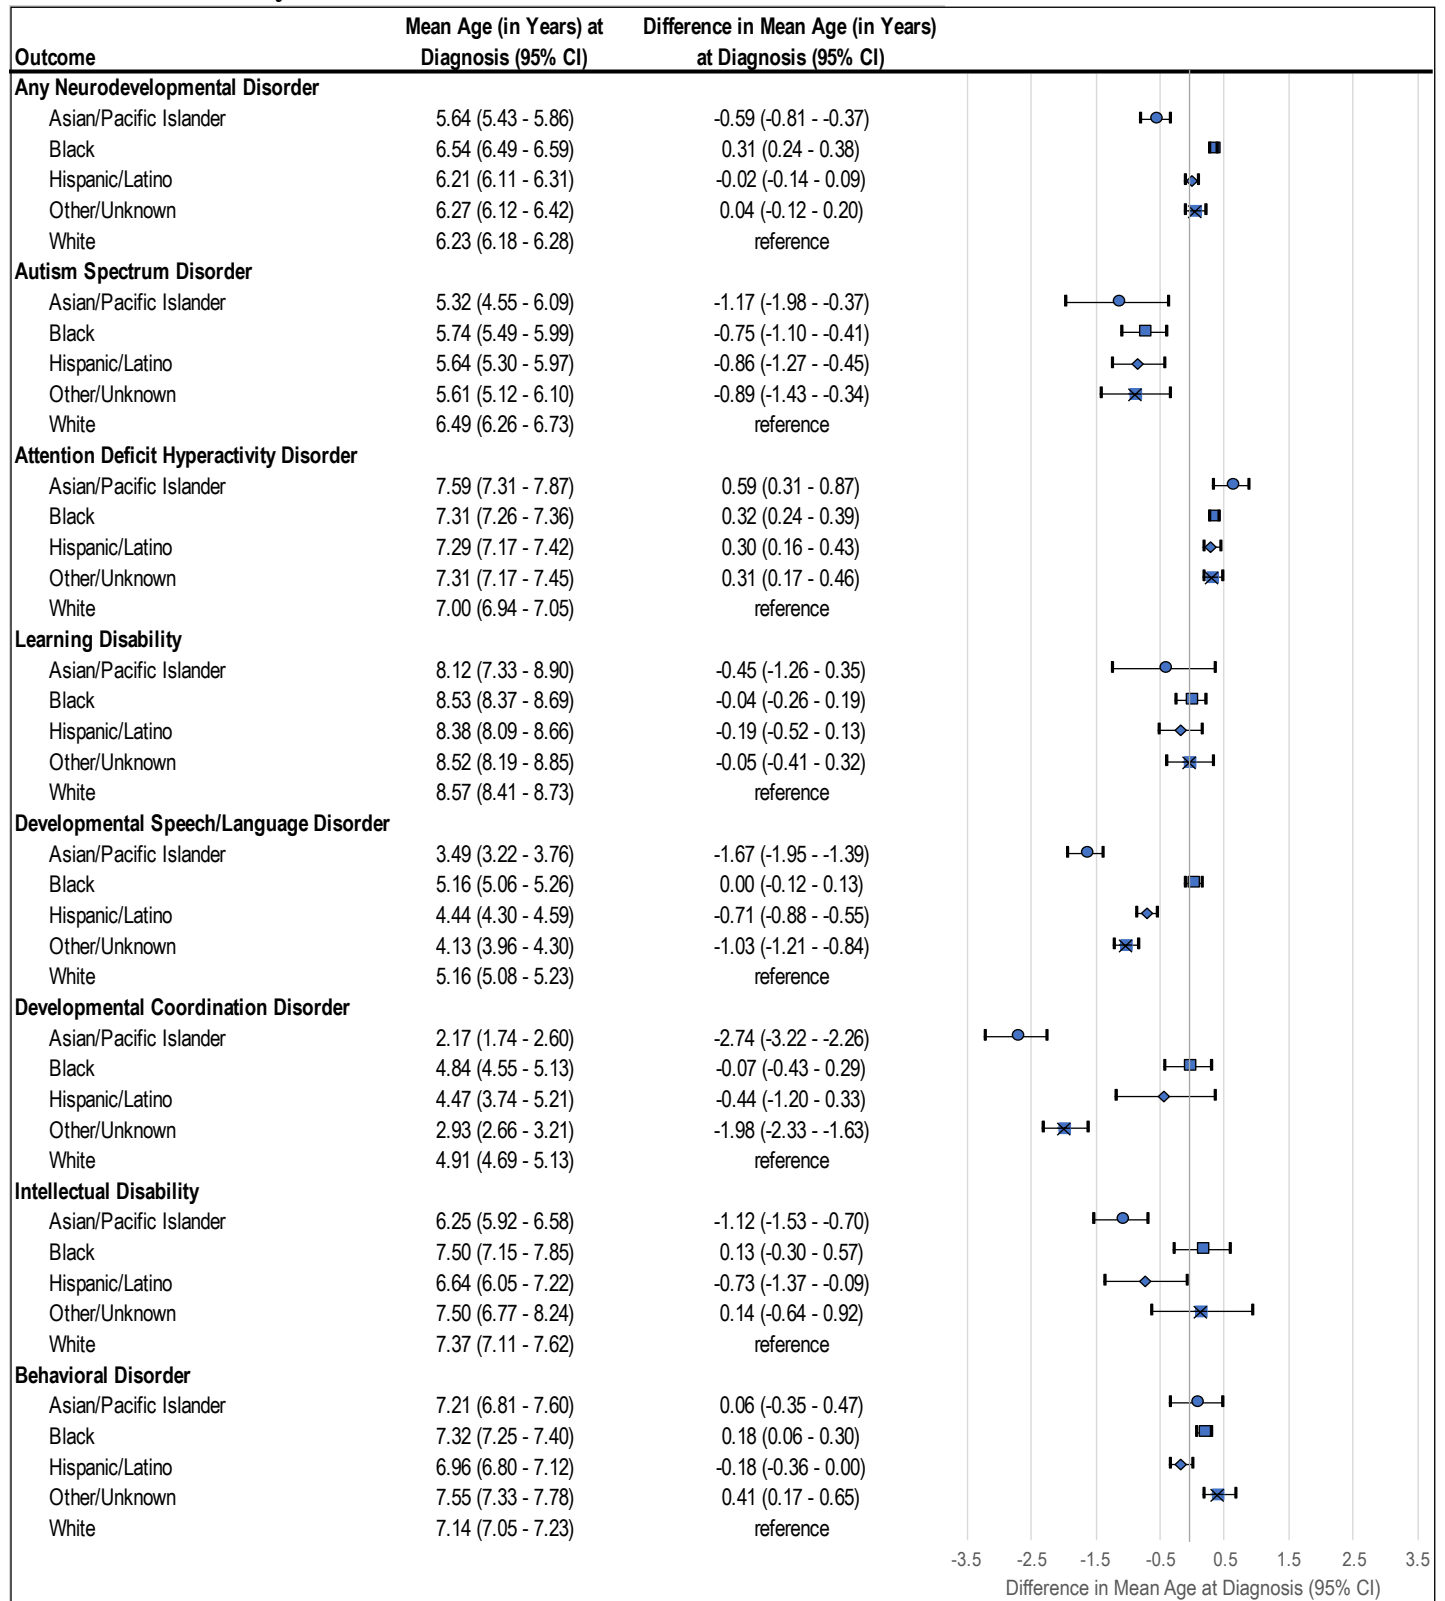 Mean Age (in Years) at Difference in Mean Age (in Years)
Outcome Diagnosis (95% CI) at Diagnosis (95% CI)
Any Neurodevelopmental Disorder
Asian/Pacific Islander 5.64 (5.43 - 5.86) -0.59 (-0.81 - -0.37)
Black 6.54 (6.49 - 6.59) 0.31 (0.24 - 0.38)
Hispanic/Latino 6.21 (6.11 - 6.31) -0.02 (-0.14 - 0.09)
Other/Unknown 6.27 (6.12 - 6.42) 0.04 (-0.12 - 0.20)
White 6.23 (6.18 - 6.28) reference
Autism Spectrum Disorder
Asian/Pacific Islander 5.32 (4.55 - 6.09) -1.17 (-1.98 - -0.37)
Black 5.74 (5.49 - 5.99) -0.75 (-1.10 - -0.41)
Hispanic/Latino 5.64 (5.30 - 5.97) -0.86 (-1.27 - -0.45)
Other/Unknown 5.61 (5.12 - 6.10) -0.89 (-1.43 - -0.34)
White 6.49 (6.26 - 6.73) reference
Attention Deficit Hyperactivity Disorder
Asian/Pacific Islander 7.59 (7.31 - 7.87) 0.59 (0.31 - 0.87)
Black 7.31 (7.26 - 7.36) 0.32 (0.24 - 0.39)
Hispanic/Latino 7.29 (7.17 - 7.42) 0.30 (0.16 - 0.43)
Other/Unknown 7.31 (7.17 - 7.45) 0.31 (0.17 - 0.46)
White 7.00 (6.94 - 7.05) reference
Learning Disability
Asian/Pacific Islander 8.12 (7.33 - 8.90) -0.45 (-1.26 - 0.35)
Black 8.53 (8.37 - 8.69) -0.04 (-0.26 - 0.19)
Hispanic/Latino 8.38 (8.09 - 8.66) -0.19 (-0.52 - 0.13)
Other/Unknown 8.52 (8.19 - 8.85) -0.05 (-0.41 - 0.32)
White 8.57 (8.41 - 8.73) reference
Developmental Speech/Language Disorder
Asian/Pacific Islander 3.49 (3.22 - 3.76) -1.67 (-1.95 - -1.39)
Black 5.16 (5.06 - 5.26) 0.00 (-0.12 - 0.13)
Hispanic/Latino 4.44 (4.30 - 4.59) -0.71 (-0.88 - -0.55)
Other/Unknown 4.13 (3.96 - 4.30) -1.03 (-1.21 - -0.84)
White 5.16 (5.08 - 5.23) reference
Developmental Coordination Disorder
Asian/Pacific Islander 2.17 (1.74 - 2.60) -2.74 (-3.22 - -2.26)
Black 4.84 (4.55 - 5.13) -0.07 (-0.43 - 0.29)
Hispanic/Latino 4.47 (3.74 - 5.21) -0.44 (-1.20 - 0.33)
Other/Unknown 2.93 (2.66 - 3.21) -1.98 (-2.33 - -1.63)
White 4.91 (4.69 - 5.13) reference
Intellectual Disability
Asian/Pacific Islander 6.25 (5.92 - 6.58) -1.12 (-1.53 - -0.70)
Black 7.50 (7.15 - 7.85) 0.13 (-0.30 - 0.57)
Hispanic/Latino 6.64 (6.05 - 7.22) -0.73 (-1.37 - -0.09)
Other/Unknown 7.50 (6.77 - 8.24) 0.14 (-0.64 - 0.92)
White 7.37 (7.11 - 7.62) reference
Behavioral Disorder
Asian/Pacific Islander 7.21 (6.81 - 7.60) 0.06 (-0.35 - 0.47)
Black 7.32 (7.25 - 7.40) 0.18 (0.06 - 0.30)
Hispanic/Latino 6.96 (6.80 - 7.12) -0.18 (-0.36 - 0.00)
Other/Unknown 7.55 (7.33 - 7.78) 0.41 (0.17 - 0.65)
White 7.14 (7.05 - 7.23) reference
-3.5 -2.5 -1.5 -0.5 0.5 1.5 2.5 3.5
Difference in Mean Age at Diagnosis (95% CI)